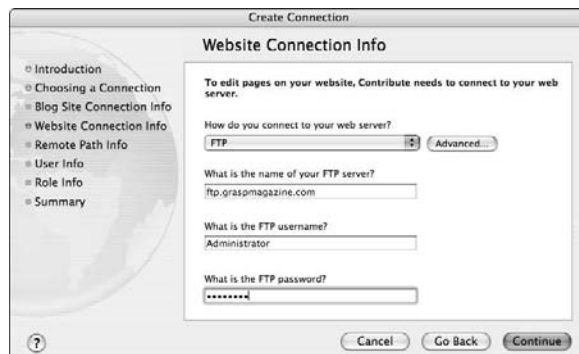 Create Connection
Website Connection Info
Introduction
Choosing a Connection
Blog Site Connection Info
Website Connection Info
Remote Path Info
User Info
Role Info
Summary
To edit pages on your website, Contribute needs to connect to your web
server.
How do you connect to your web server?
FTP
Advanced...
What is the name of your FTP server?
ftp.graspmagazine.com
What is the FTP username?
Administrator
What is the FTP password?
••••••••
?
Cancel
Go Back
Continue